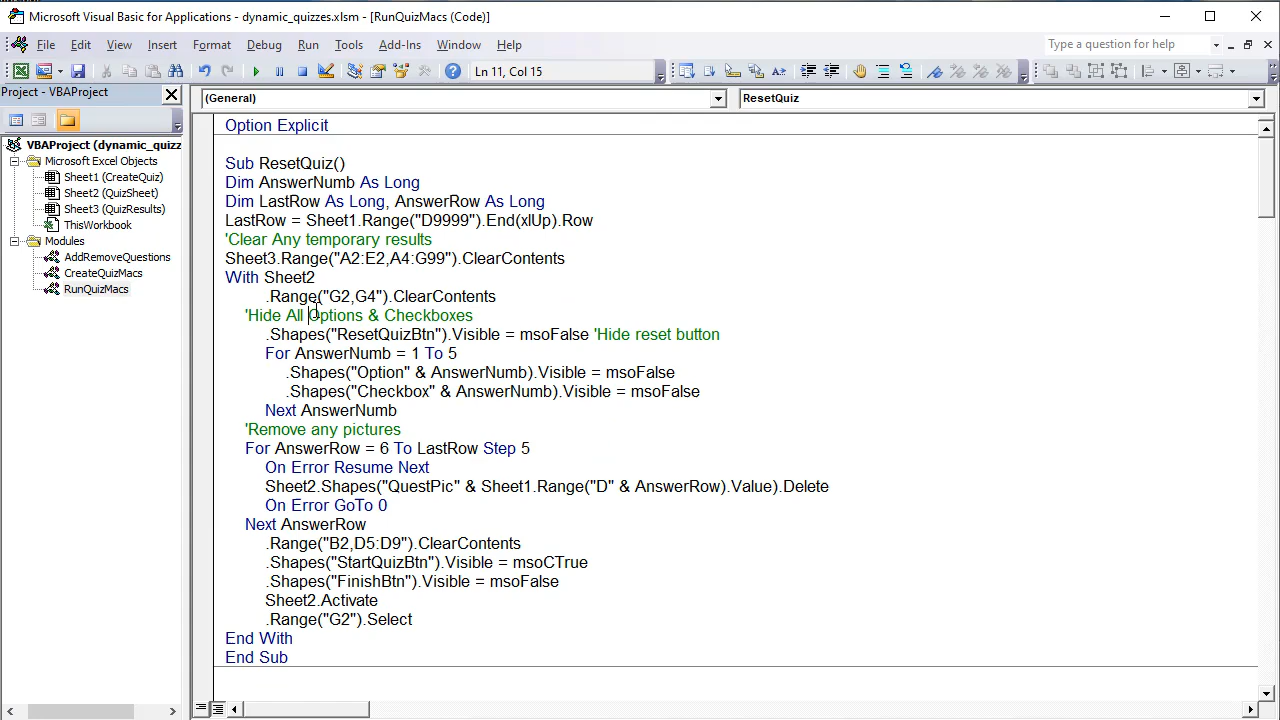 Microsoft Visual Basic for Applications - dynamic_quizzes.xlsm - [RunQuizMacs (Code)]
File Edit View Insert Format Debug Run Tools Add-Ins Window Help
Type a question for help
Ln 11, Col 15
Project - VBAProject
(General)
ResetQuiz
VBAProject (dynamic_quizz
Microsoft Excel Objects
Sheet1 (CreateQuiz)
Sheet2 (QuizSheet)
Sheet3 (QuizResults)
ThisWorkbook
Modules
AddRemoveQuestions
CreateQuizMacs
RunQuizMacs
Option Explicit
Sub ResetQuiz()
Dim AnswerNumb As Long
Dim LastRow As Long, AnswerRow As Long
LastRow = Sheet1.Range("D9999").End(xlUp).Row
'Clear Any temporary results
Sheet3.Range("A2:E2,A4:G99").ClearContents
With Sheet2
.Range("G2,G4").ClearContents
'Hide All Options & Checkboxes
.Shapes("ResetQuizBtn").Visible = msoFalse 'Hide reset button
For AnswerNumb = 1 To 5
.Shapes("Option" & AnswerNumb).Visible = msoFalse
.Shapes("Checkbox" & AnswerNumb).Visible = msoFalse
Next AnswerNumb
'Remove any pictures
For AnswerRow = 6 To LastRow Step 5
On Error Resume Next
Sheet2.Shapes("QuestPic" & Sheet1.Range("D" & AnswerRow).Value).Delete
On Error GoTo 0
Next AnswerRow
.Range("B2,D5:D9").ClearContents
.Shapes("StartQuizBtn").Visible = msoCTrue
.Shapes("FinishBtn").Visible = msoFalse
Sheet2.Activate
.Range("G2").Select
End With
End Sub